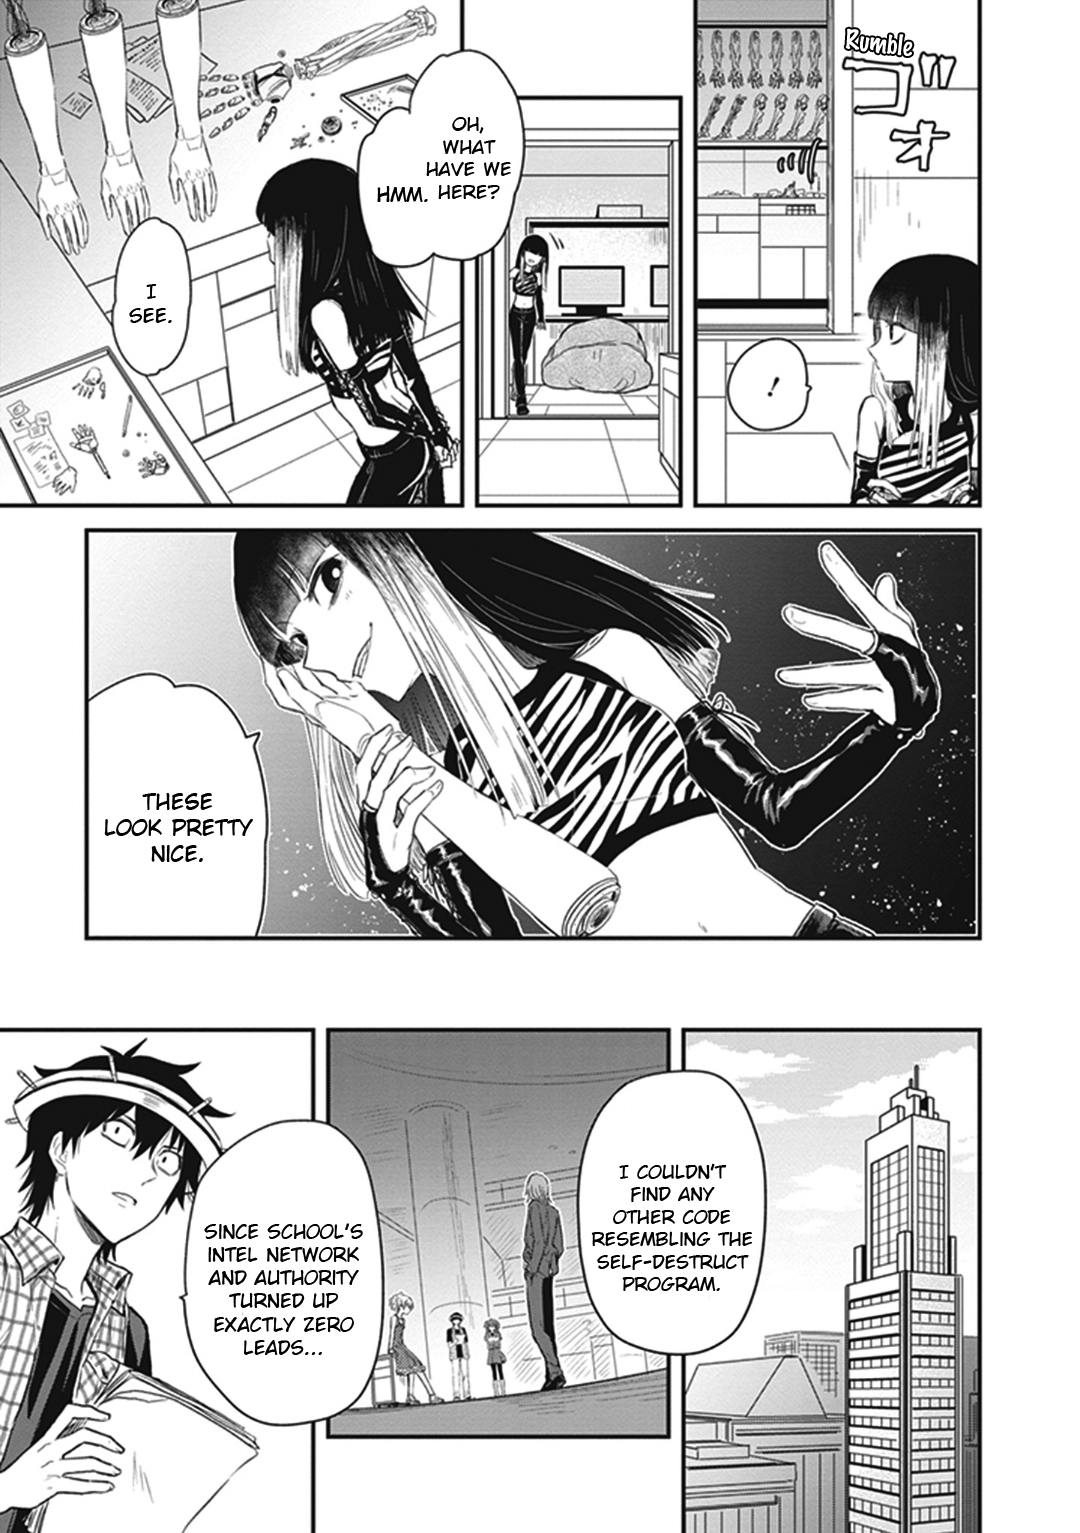 Rumble
ゴォ
!
OH,
WHAT
HAVE WE
HMM. HERE?
I
SEE.
THESE
LOOK PRETTY
NICE.
I COULDN'T
FIND ANY
OTHER CODE
RESEMBLING THE
SELF-DESTRUCT
PROGRAM.
SINCE SCHOOL'S
INTEL NETWORK
AND AUTHORITY
TURNED UP
EXACTLY ZERO
LEADS...